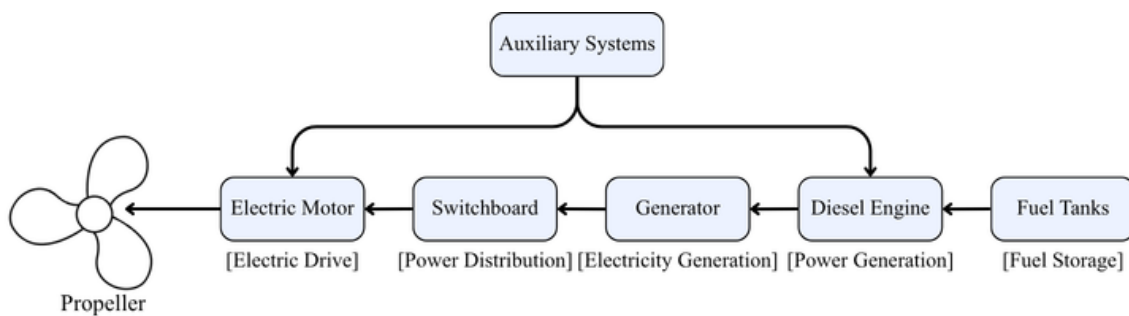 Auxiliary Systems
Electric Motor
Switchboard
Generator
Diesel Engine
Fuel Tanks
[Electric Drive]
[Power Distribution]
[Electricity Generation]
[Power Generation]
[Fuel Storage]
Propeller